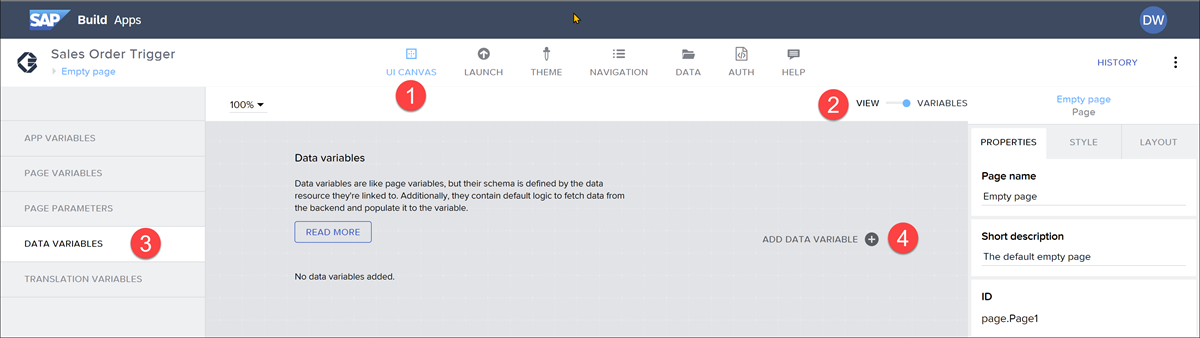 SAP Build Apps
DW
Sales Order Trigger
Empty page
UI CANVAS
LAUNCH
THEME
NAVIGATION
DATA
AUTH
HELP
HISTORY
1
100%
2
VIEW
VARIABLES
Empty page
Page
APP VARIABLES
PAGE VARIABLES
PAGE PARAMETERS
DATA VARIABLES
3
TRANSLATION VARIABLES
Data variables
Data variables are like page variables, but their schema is defined by the data
resource they're linked to. Additionally, they contain default logic to fetch data from
the backend and populate it to the variable.
READ MORE
ADD DATA VARIABLE
4
No data variables added.
PROPERTIES
STYLE
LAYOUT
Page name
Empty page
Short description
The default empty page
ID
page.Page1